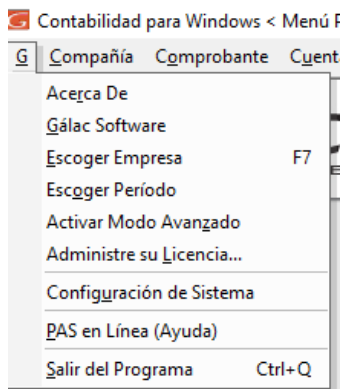 Contabilidad para Windows < Menú
G Compañía Comprobante
Acerca De
Gálac Software
Escoger Empresa F7
Escoger Período
Activar Modo Avanzado
Administre su Licencia...
Configuración de Sistema
PAS en Línea (Ayuda)
Salir del Programa Ctrl+Q